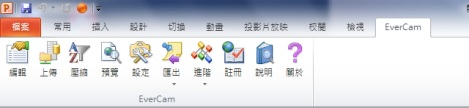 檔案 常用 插入 設計 切換 動畫 投影片放映 校閱 檢視 EverCam
編輯 上傳 壓縮 預覽 設定 匯出 進階 註冊 說明 關於
EverCam